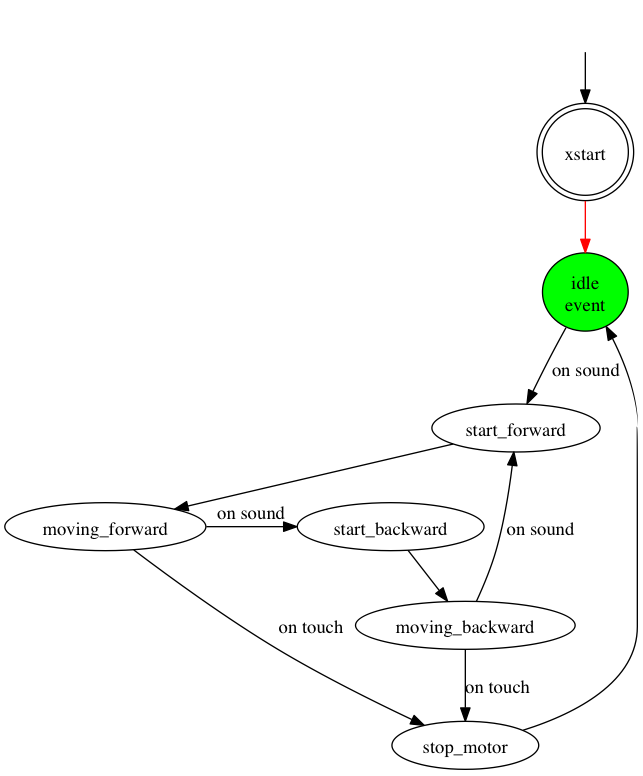 xstart
idle
event
on sound
start_forward
on sound
moving_forward
start_backward
on sound
on touch
moving_backward
on touch
stop_motor